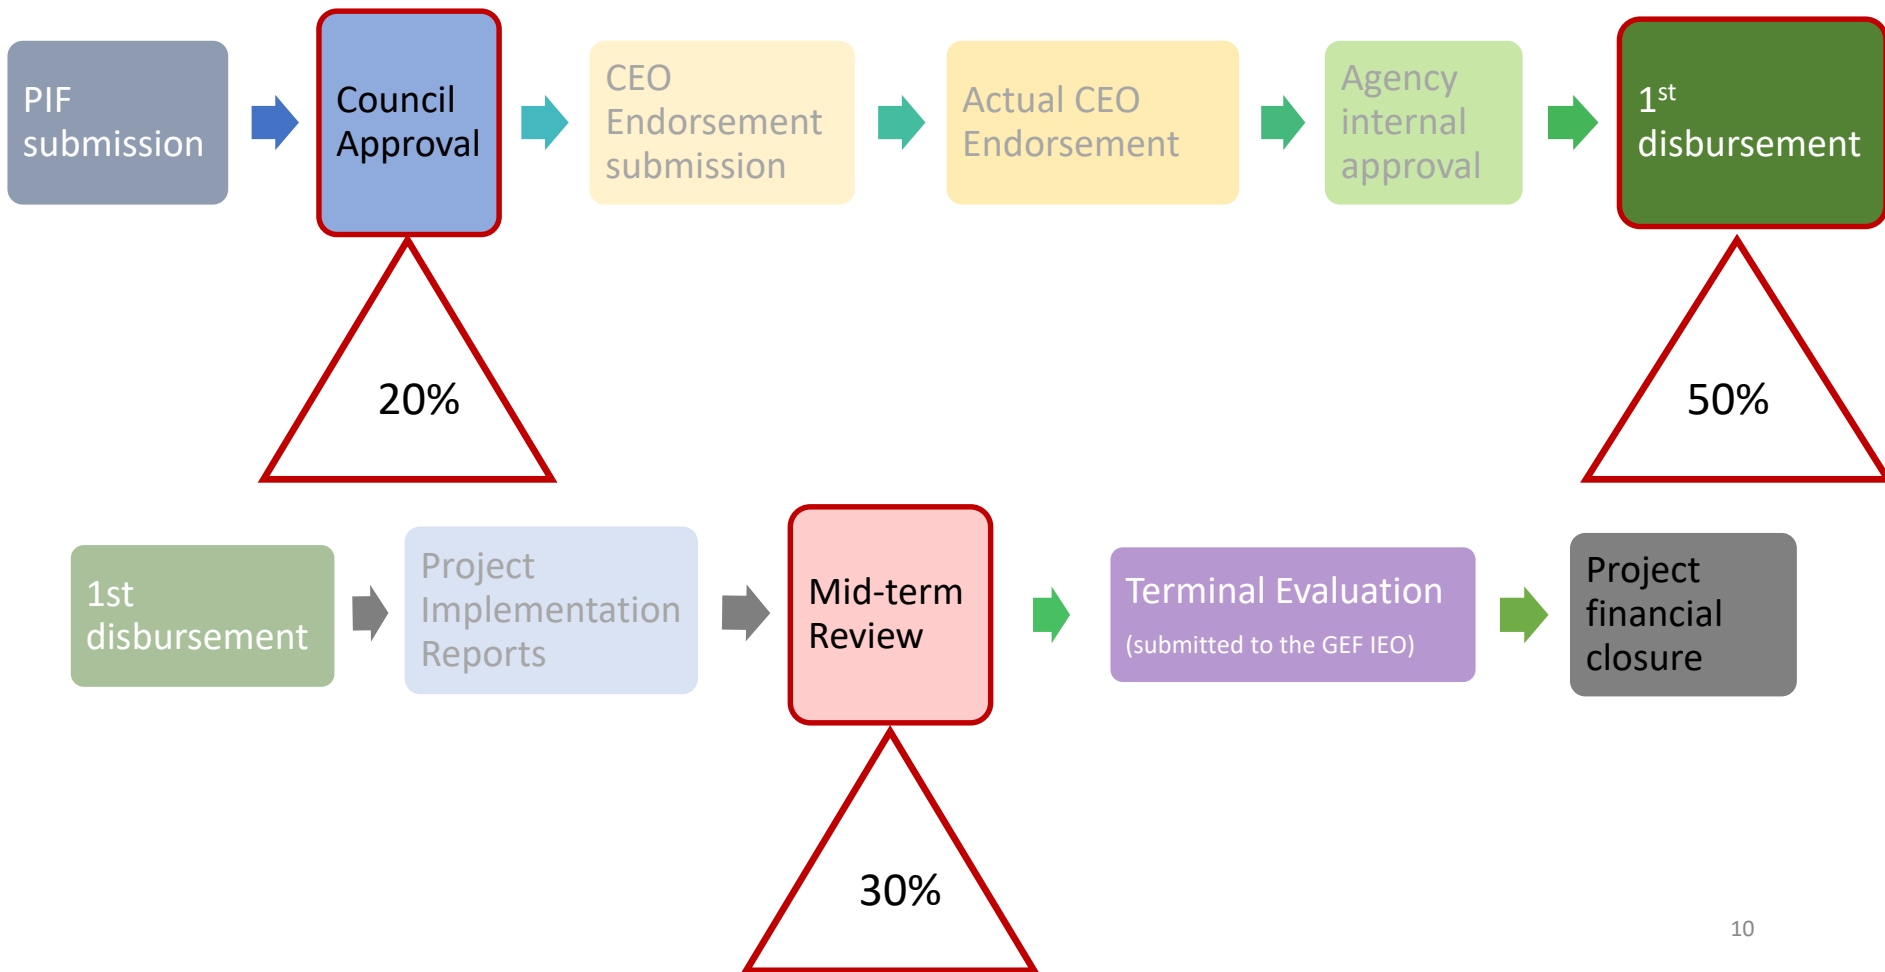 PIF
submission
Council
Approval
CEO
Endorsement
submission
Actual CEO
Endorsement
Agency
internal
approval
1st
disbursement
20%
50%
1st
disbursement
Project
Implementation
Reports
Mid-term
Review
Terminal Evaluation
(submitted to the GEF IEO)
Project
financial
closure
30%
10